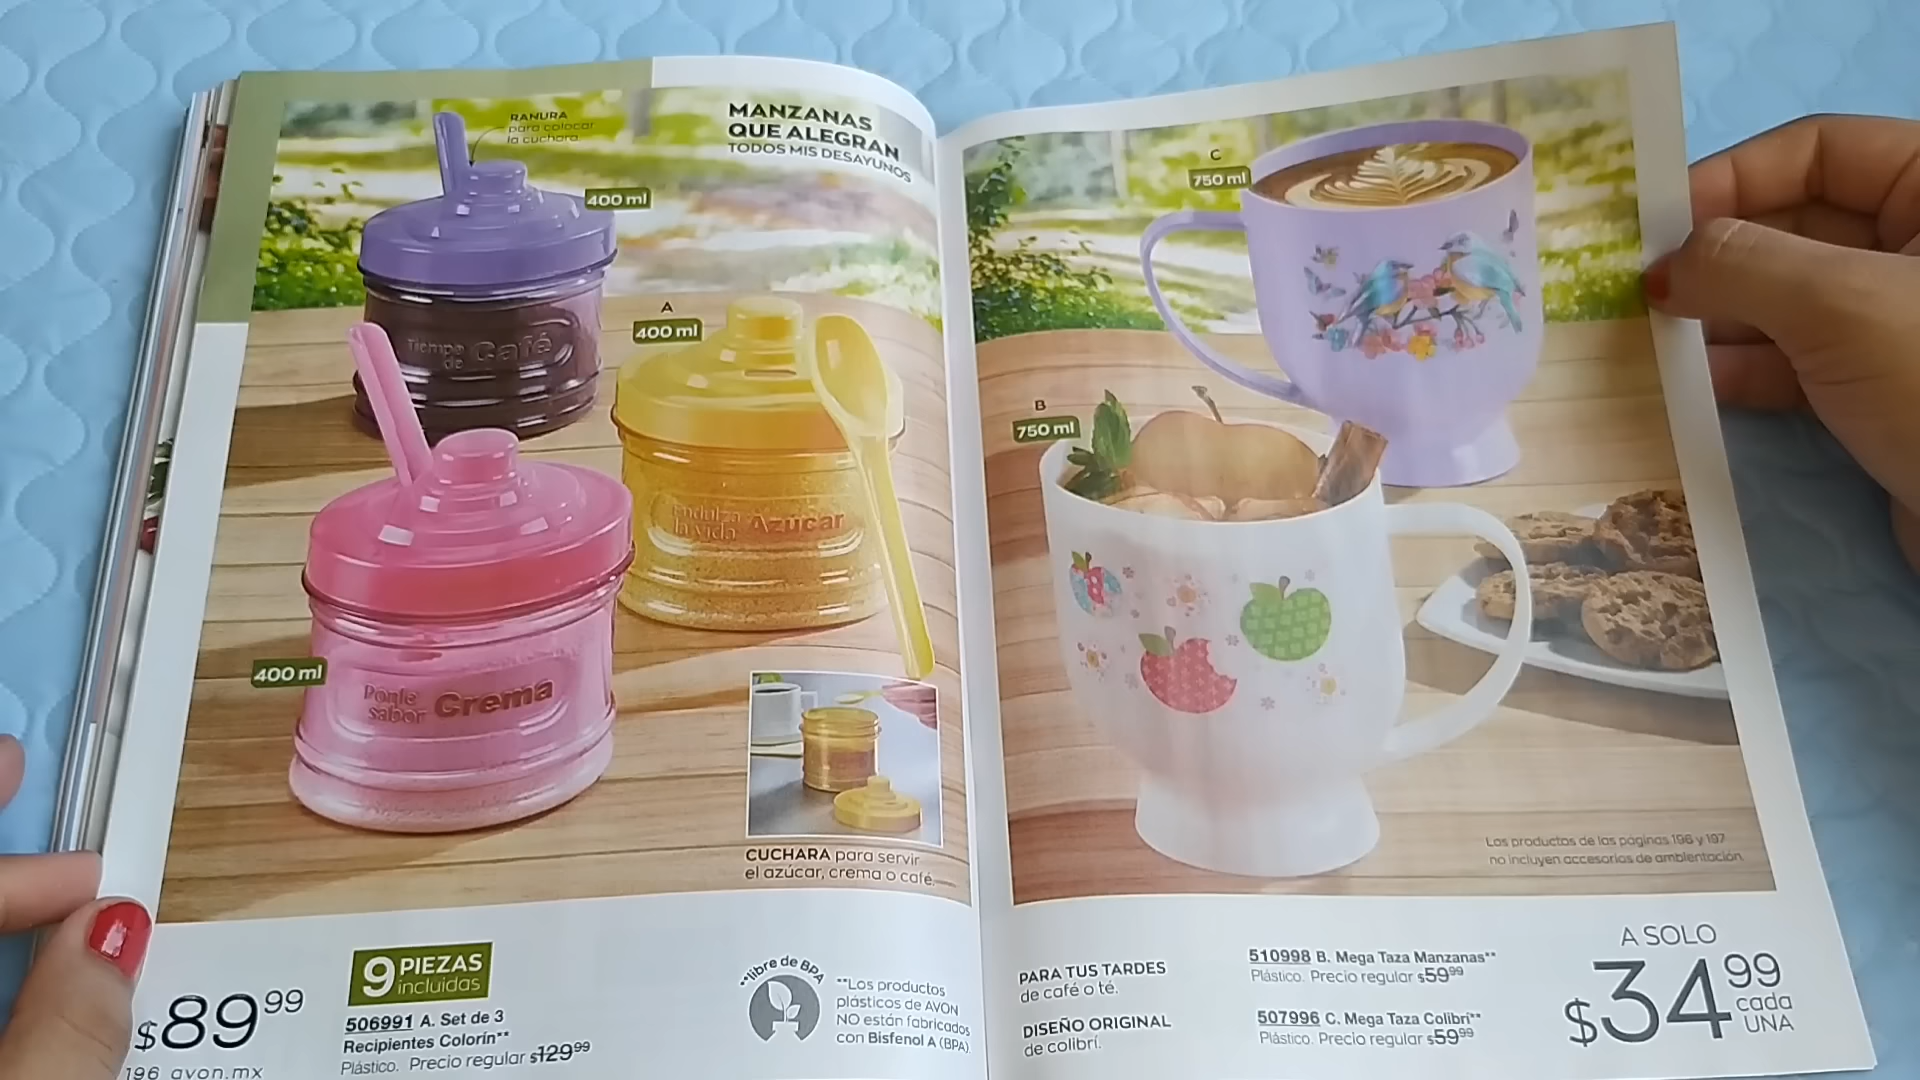 RANURA
para colocar
la cuchara
400 ml
MANZANAS
QUE ALEGRAN
TODOS MIS DESAYUNOS
A
400 ml
Tiempo
de Café
Endulza
la vida Azúcar
400 ml
Ponle
sabor Crema
CUCHARA para servir
el azúcar, crema o café.
$89.99
9 PIEZAS
incluidas
506991 A. Set de 3
Recipientes Colorín**
Plástico. Precio regular $129.99
**libre de BPA
**Los productos
plásticos de AVON
NO están fabricados
con Bisfenol A (BPA)
196 avon.mx
C
750 ml
B
750 ml
Los productos de las páginas 196 y 197
no incluyen accesorios de ambientación.
PARA TUS TARDES
de café o té.
DISEÑO ORIGINAL
de colibrí.
510998 B. Mega Taza Manzanas**
Plástico. Precio regular $59.99
507996 C. Mega Taza Colibrí**
Plástico. Precio regular $59.99
A SOLO
$34.99
cada
UNA